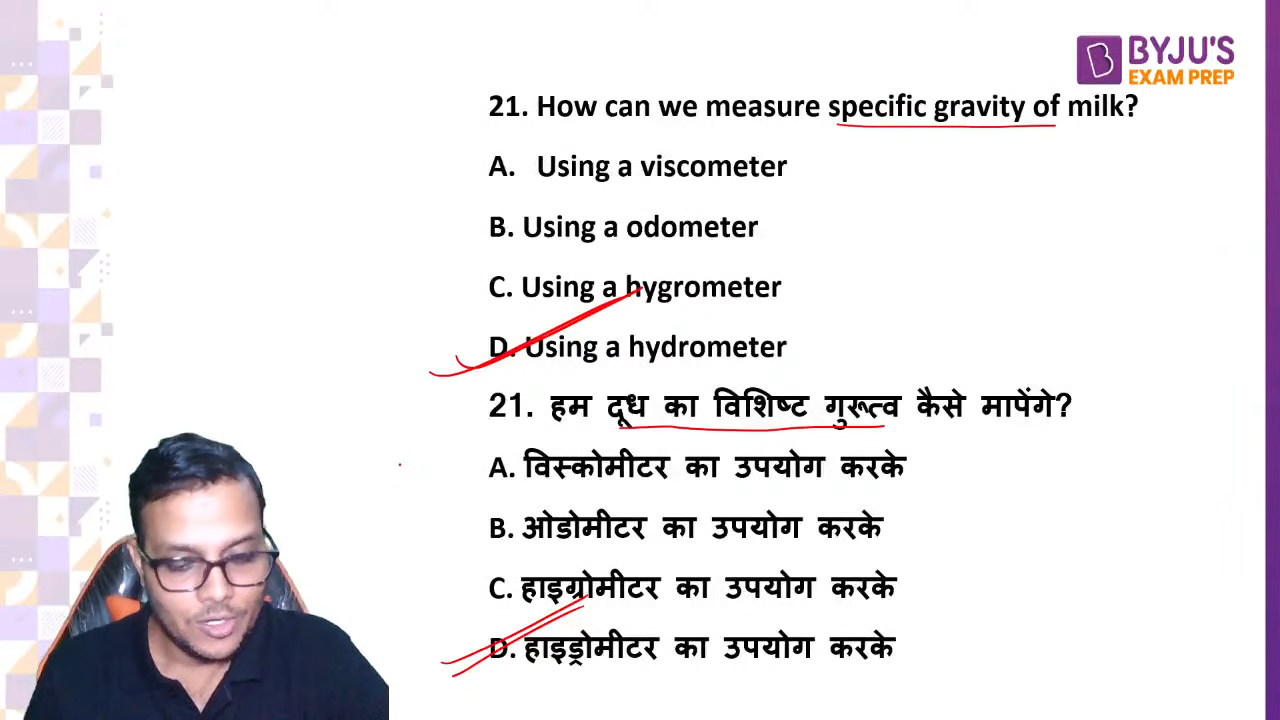 BYJU'S
EXAM PREP
21. How can we measure specific gravity of milk?
A. Using a viscometer
B. Using a odometer
C. Using a hygrometer
D. Using a hydrometer
21. हम दूध का विशिष्ट गुरूत्व कैसे मापेंगे?
A. विस्कोमीटर का उपयोग करके
B. ओडोमीटर का उपयोग करके
C. हाइग्रोमीटर का उपयोग करके
D. हाइड्रोमीटर का उपयोग करके